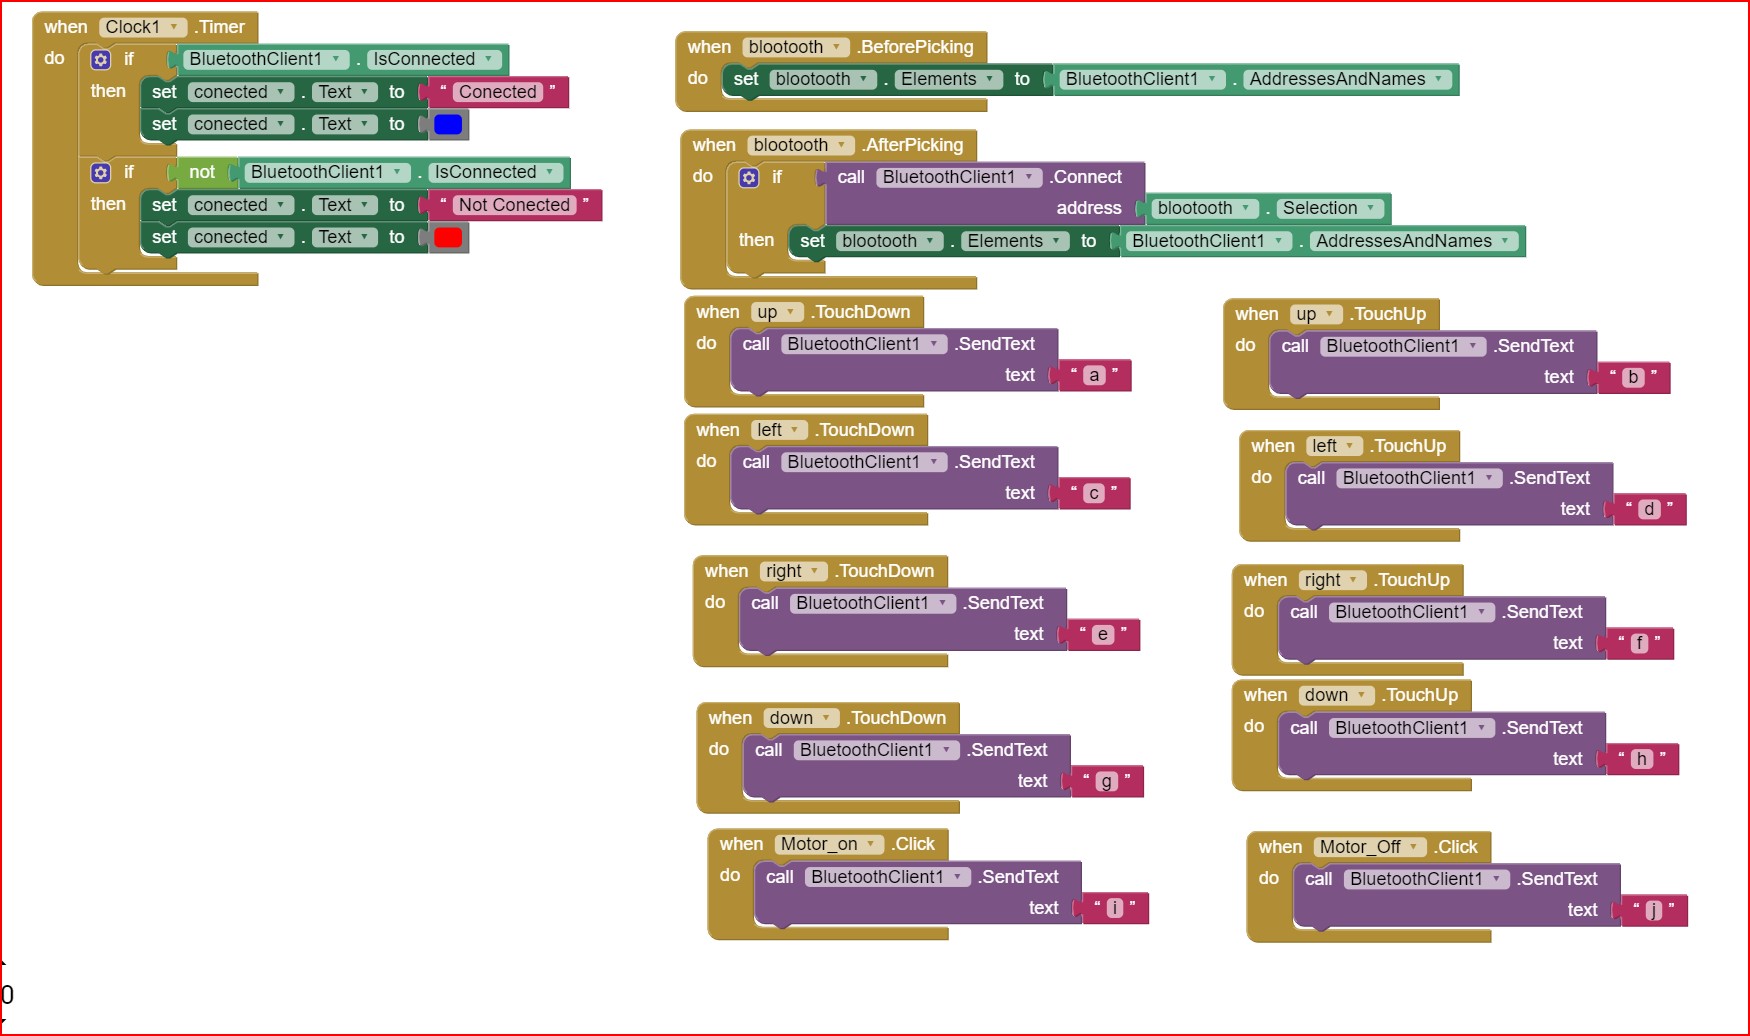 when Clock1 .Timer
do if BluetoothClient1 . IsConnected
then set conected . Text to “ Conected ”
set conected . Text to
if not BluetoothClient1 . IsConnected
then set conected . Text to “ Not Conected ”
set conected . Text to
when blootooth .BeforePicking
do set blootooth . Elements to BluetoothClient1 . AddressesAndNames
when blootooth .AfterPicking
do if call BluetoothClient1 .Connect
address blootooth . Selection
then set blootooth . Elements to BluetoothClient1 . AddressesAndNames
when up .TouchDown
do call BluetoothClient1 .SendText
text “ a ”
when up .TouchUp
do call BluetoothClient1 .SendText
text “ b ”
when left .TouchDown
do call BluetoothClient1 .SendText
text “ c ”
when left .TouchUp
do call BluetoothClient1 .SendText
text “ d ”
when right .TouchDown
do call BluetoothClient1 .SendText
text “ e ”
when right .TouchUp
do call BluetoothClient1 .SendText
text “ f ”
when down .TouchDown
do call BluetoothClient1 .SendText
text “ g ”
when down .TouchUp
do call BluetoothClient1 .SendText
text “ h ”
when Motor_on .Click
do call BluetoothClient1 .SendText
text “ i ”
when Motor_Off .Click
do call BluetoothClient1 .SendText
text “ j ”
0